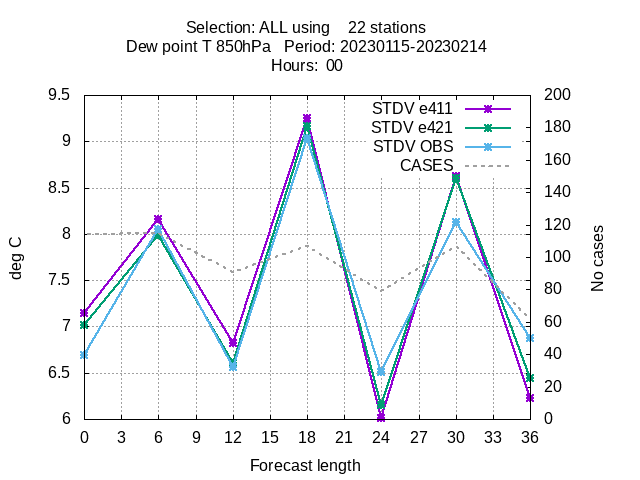 Selection: ALL using    22 stations
Dew point T 850hPa   Period: 20230115-20230214
Hours:  00
STDV e411
STDV e421
STDV OBS
CASES
9.5
9
8.5
8
7.5
7
6.5
6
deg C
200
180
160
140
120
100
80
60
40
20
0
No cases
0 3 6 9 12 15 18 21 24 27 30 33 36
Forecast length